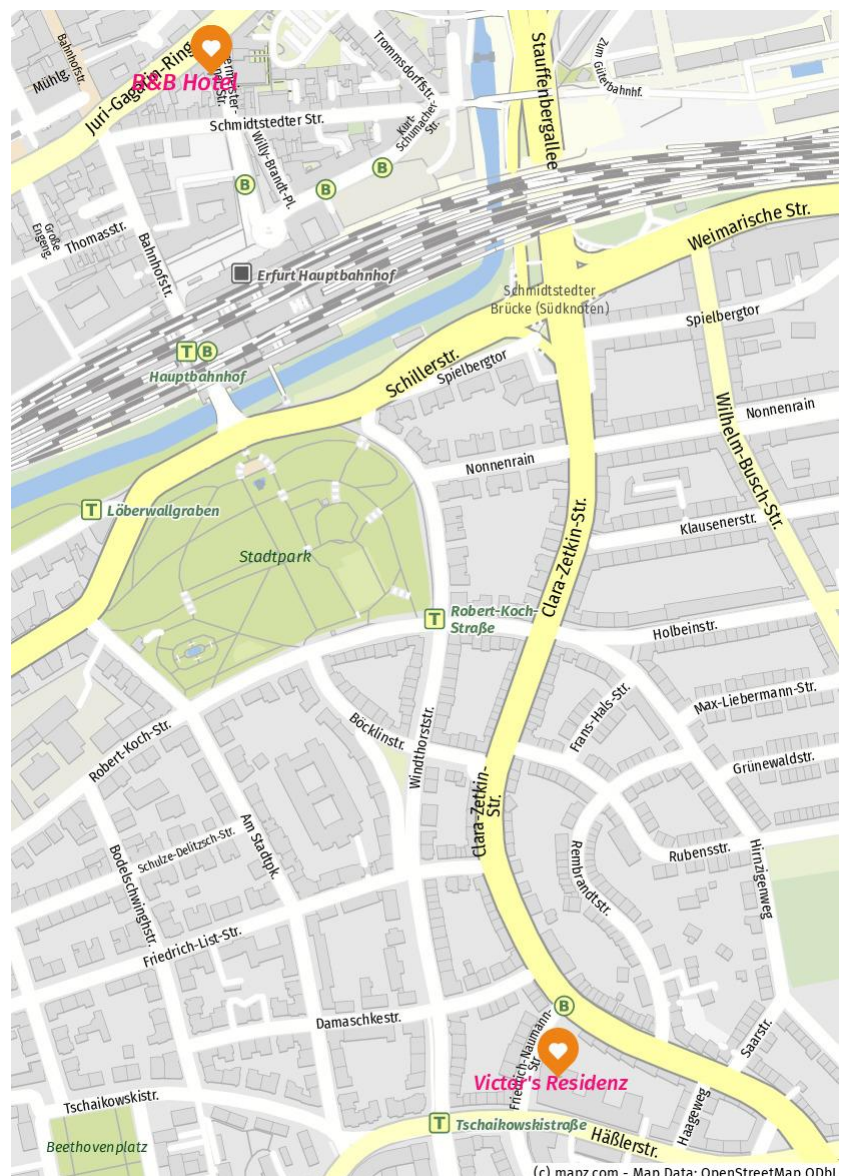 Bahnhofstr.
Mühlg.
Juri-Gagarin-Ring
B&B Hotel
Trommsdorffstr.
Stauffenbergallee
Zum Güterbahnhf.
Schmidtstedter Str.
Kurt-
Schumacher-
Str.
Willy-Brandt-Pl.
B
B
B
Große
Engeng.
Thomasstr.
Bahnhofstr.
Weimarische Str.
Erfurt Hauptbahnhof
Schmidtstedter
Brücke (Südknoten)
Spielbergtor
T B
Hauptbahnhof
Schillerstr.
Spielbergtor
Wilhelm-Busch-Str.
Nonnenrain
Nonnenrain
T Löberwallgraben
Klausenerstr.
Stadtpark
Clara-Zetkin-Str.
T Robert-Koch-
Straße
Holbeinstr.
Frans-Hals-Str.
Max-Liebermann-Str.
Robert-Koch-Str.
Böcklinstr.
Windthorststr.
Grünewaldstr.
Clara-Zetkin-
Str.
Am Stadtpk.
Schulze-Delitzsch-Str.
Bodelschwinghstr.
Rembrandtstr.
Rubensstr.
Hirnzigenweg
Friedrich-List-Str.
B
Damaschkestr.
Friedrich-Naumann-
Str.
Saarstr.
Victor's Residenz
Tschaikowskistr.
T Tschaikowskistraße
Haageweg
Häßlerstr.
Beethovenplatz
(c) mapz.com - Map Data: OpenStreetMap ODbL